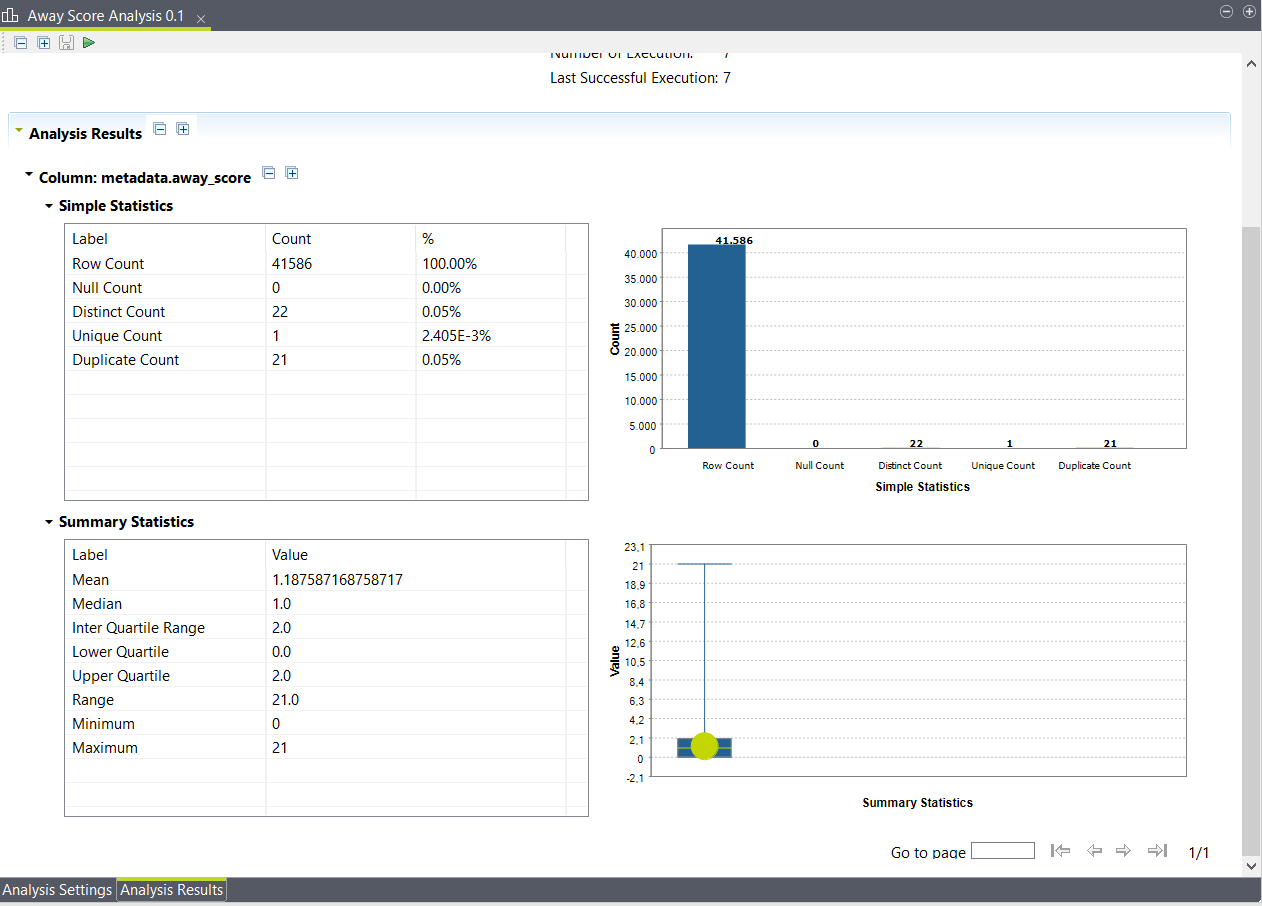 Away Score Analysis 0.1
Number of Execution: 7
Last Successful Execution: 7
Analysis Results
Column: metadata.away_score
Simple Statistics
Label Count %
Row Count 41586 100.00%
Null Count 0 0.00%
Distinct Count 22 0.05%
Unique Count 1 2.405E-3%
Duplicate Count 21 0.05%
41.586
40.000
35.000
30.000
25.000
20.000
15.000
10.000
5.000
0
Count
0 22 1 21
Row Count Null Count Distinct Count Unique Count Duplicate Count
Simple Statistics
Summary Statistics
Label Value
Mean 1.187587168758717
Median 1.0
Inter Quartile Range 2.0
Lower Quartile 0.0
Upper Quartile 2.0
Range 21.0
Minimum 0
Maximum 21
23,1
21
18,9
16,8
14,7
12,6
10,5
8,4
6,3
4,2
2,1
0
-2,1
Value
Summary Statistics
Go to page 1/1
Analysis Settings Analysis Results